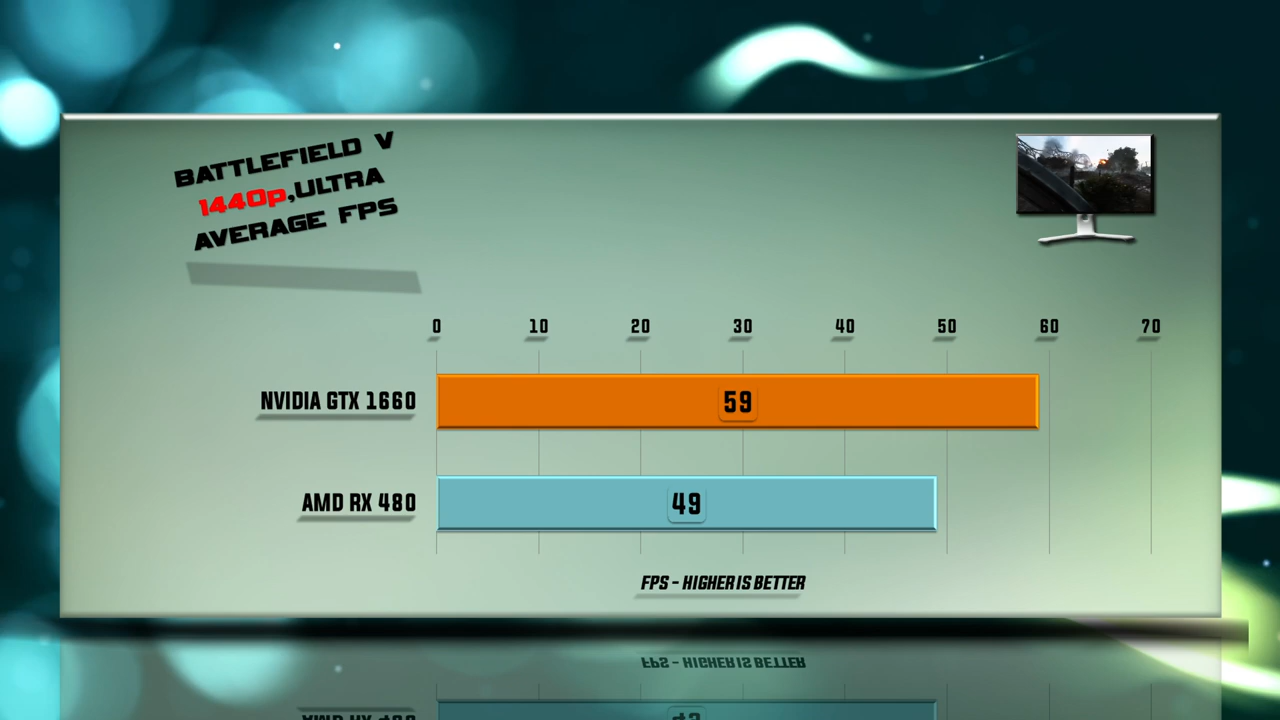 BATTLEFIELD V
1440p,ULTRA
AVERAGE FPS
0 10 20 30 40 50 60 70
NVIDIA GTX 1660 59
AMD RX 480 49
FPS - HIGHER IS BETTER